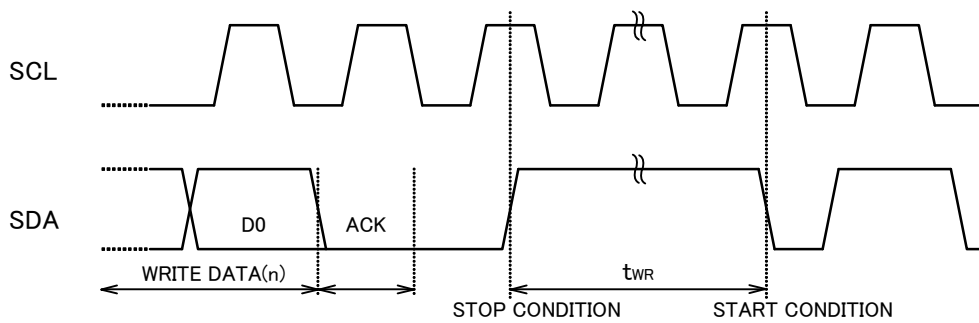 SCL
SDA
D0
ACK
WRITE DATA(n)
tWR
STOP CONDITION
START CONDITION